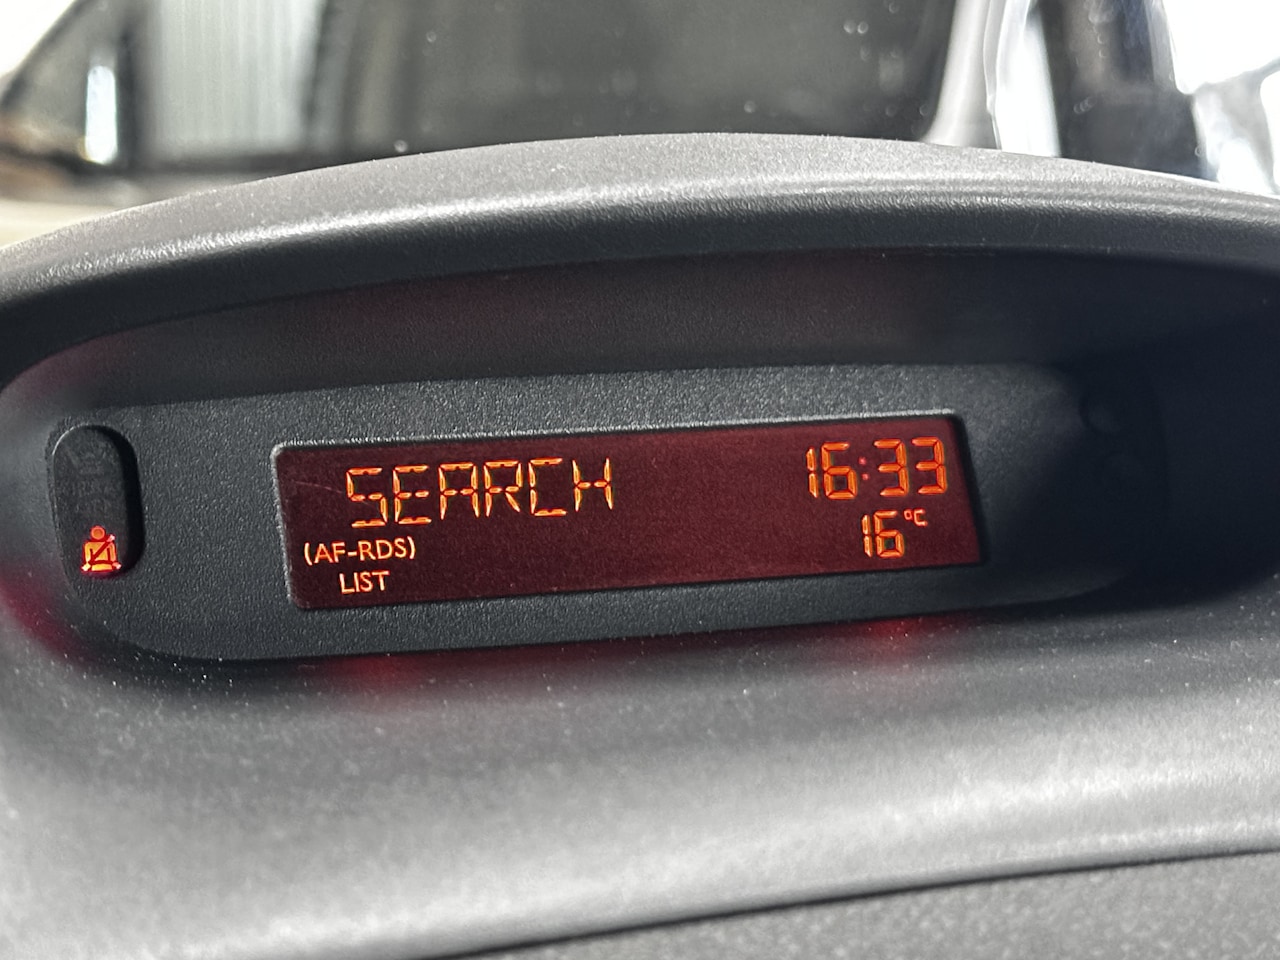 SEARCH 16:33
(AF-RDS) 16°C
LIST